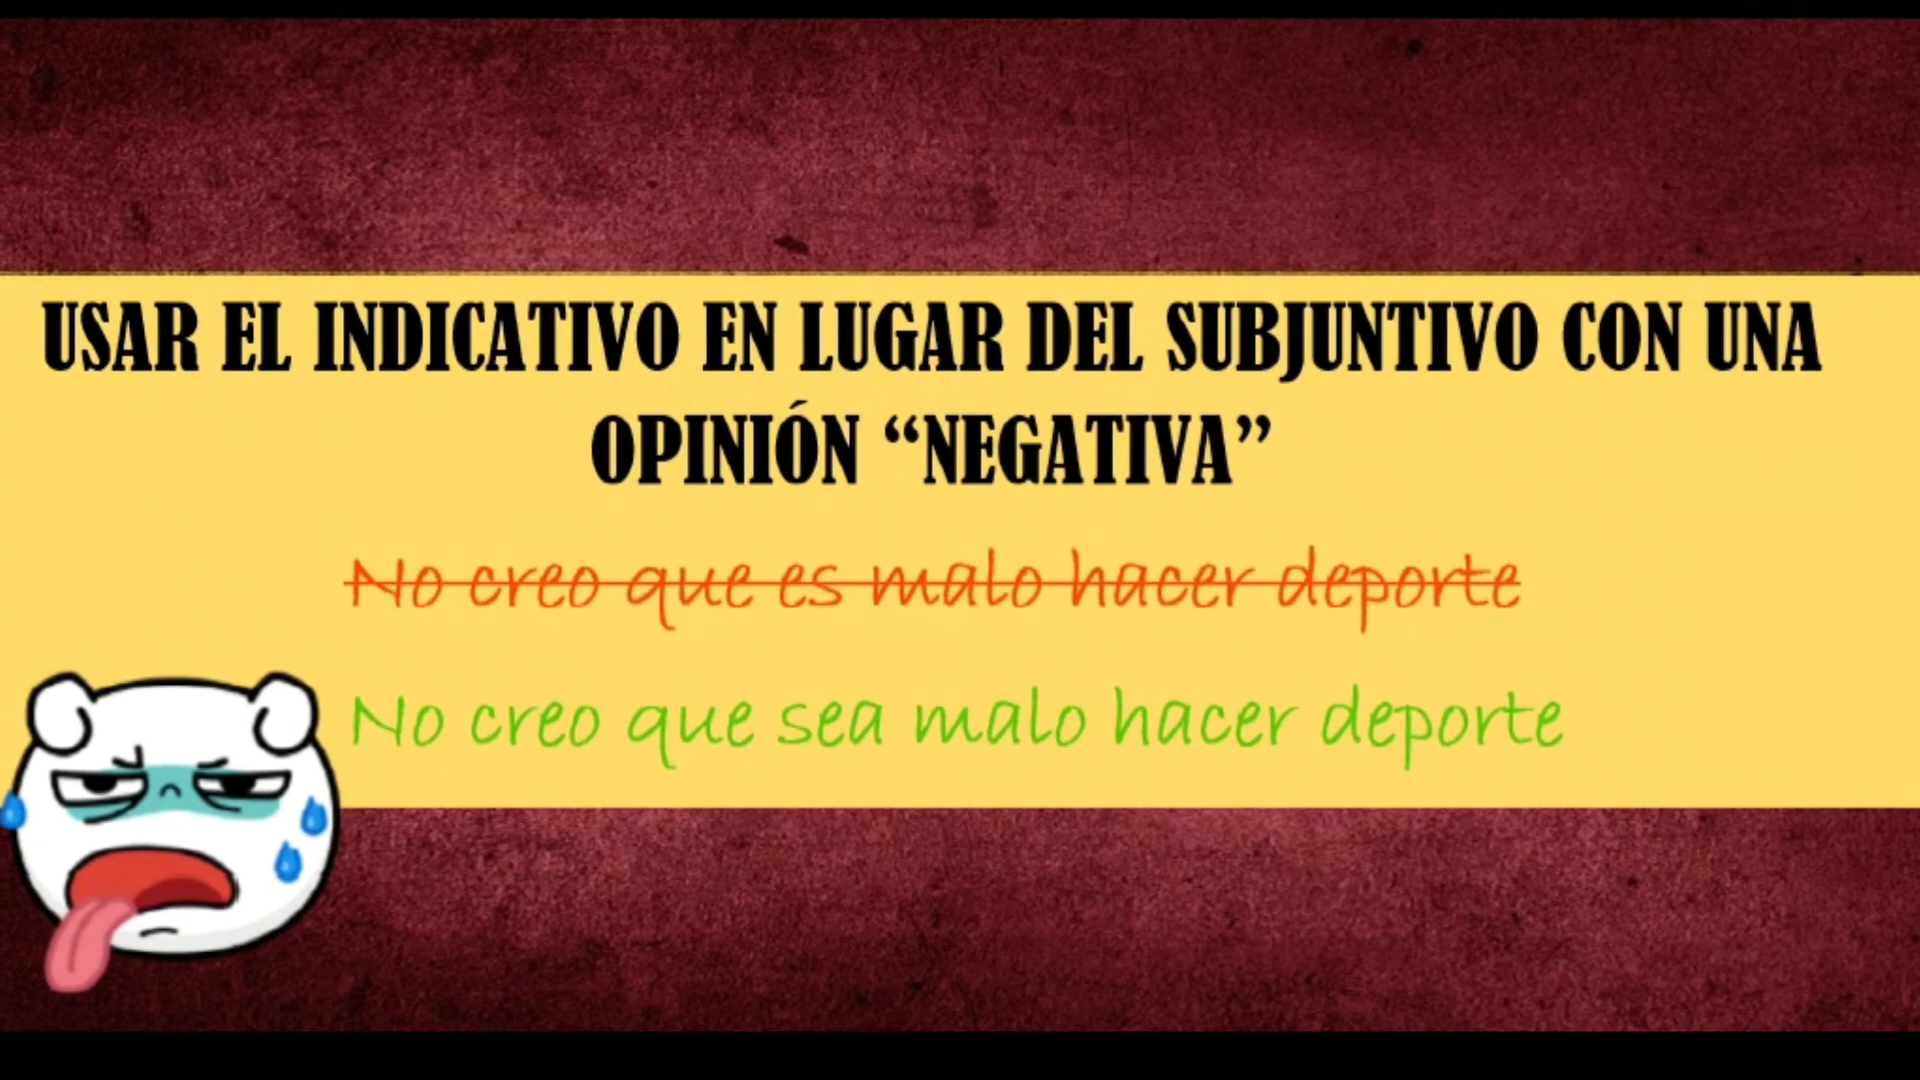 USAR EL INDICATIVO EN LUGAR DEL SUBJUNTIVO CON UNA
OPINIÓN “NEGATIVA”
No creo que es malo hacer deporte
No creo que sea malo hacer deporte